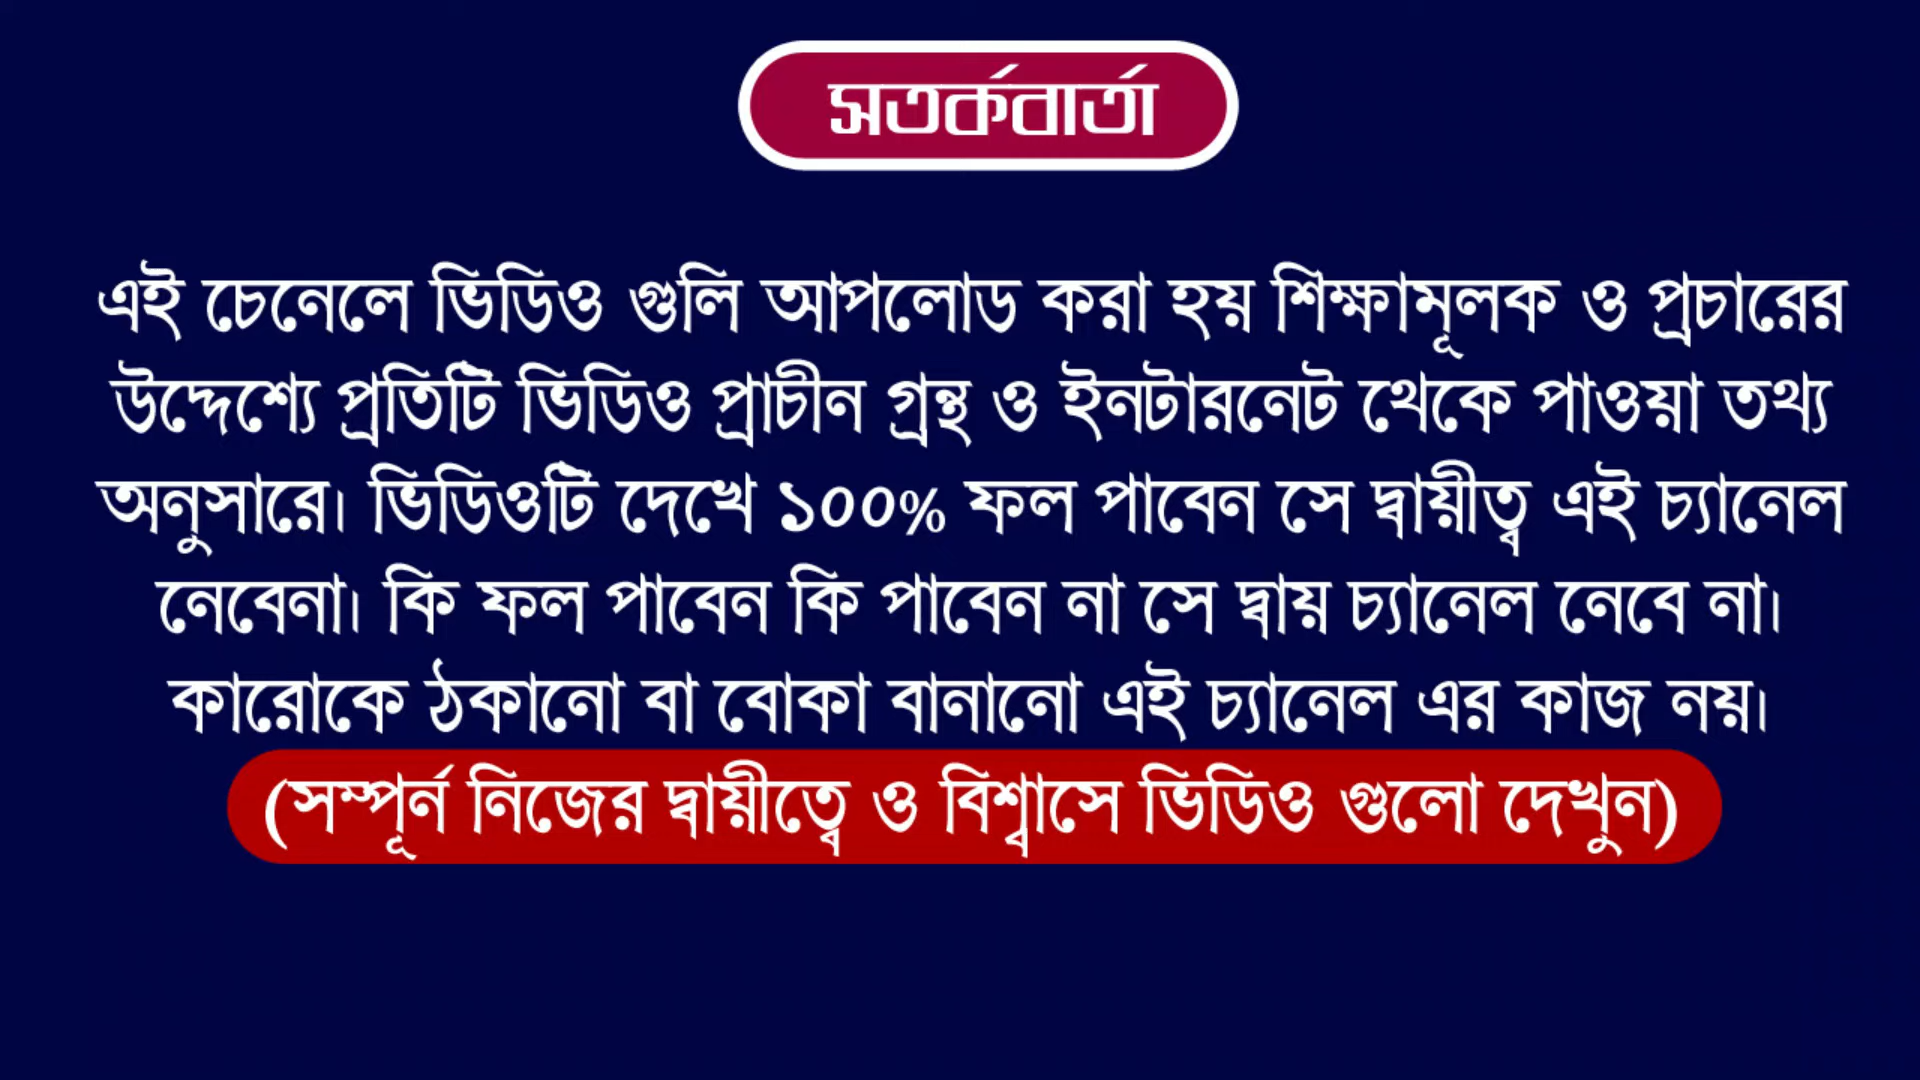 সতর্কবার্তা
এই চেনেলে ভিডিও গুলি আপলোড করা হয় শিক্ষামূলক ও প্রচারের
উদ্দেশ্যে প্রতিটি ভিডিও প্রাচীন গ্রন্থ ও ইনটারনেট থেকে পাওয়া তথ্য
অনুসারে। ভিডিওটি দেখে ১০০% ফল পাবেন সে দ্বায়ীত্ব এই চ্যানেল
নেবেনা। কি ফল পাবেন কি পাবেন না সে দ্বায় চ্যানেল নেবে না।
কারোকে ঠকানো বা বোকা বানানো এই চ্যানেল এর কাজ নয়।
(সম্পূর্ন নিজের দ্বায়ীত্বে ও বিশ্বাসে ভিডিও গুলো দেখুন)